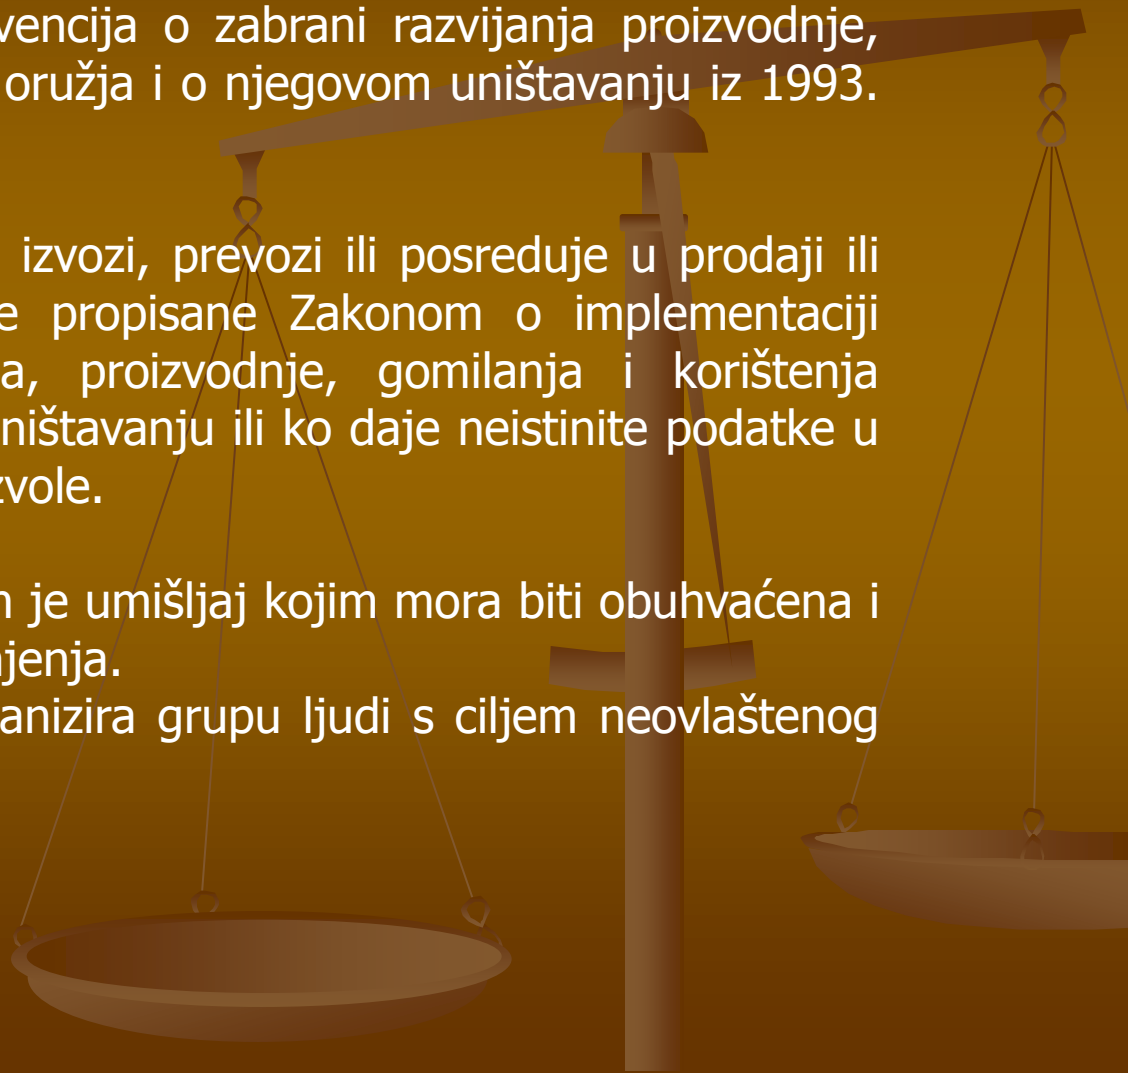 vencija o zabrani razvijanja proizvodnje,
oružja i o njegovom uništavanju iz 1993.
izvozi, prevozi ili posreduje u prodaji ili
e propisane Zakonom o implementaciji
a, proizvodnje, gomilanja i korištenja
ništavanju ili ko daje neistinite podatke u
zvole.
je umišljaj kojim mora biti obuhvaćena i
jenja.
anizira grupu ljudi s ciljem neovlaštenog